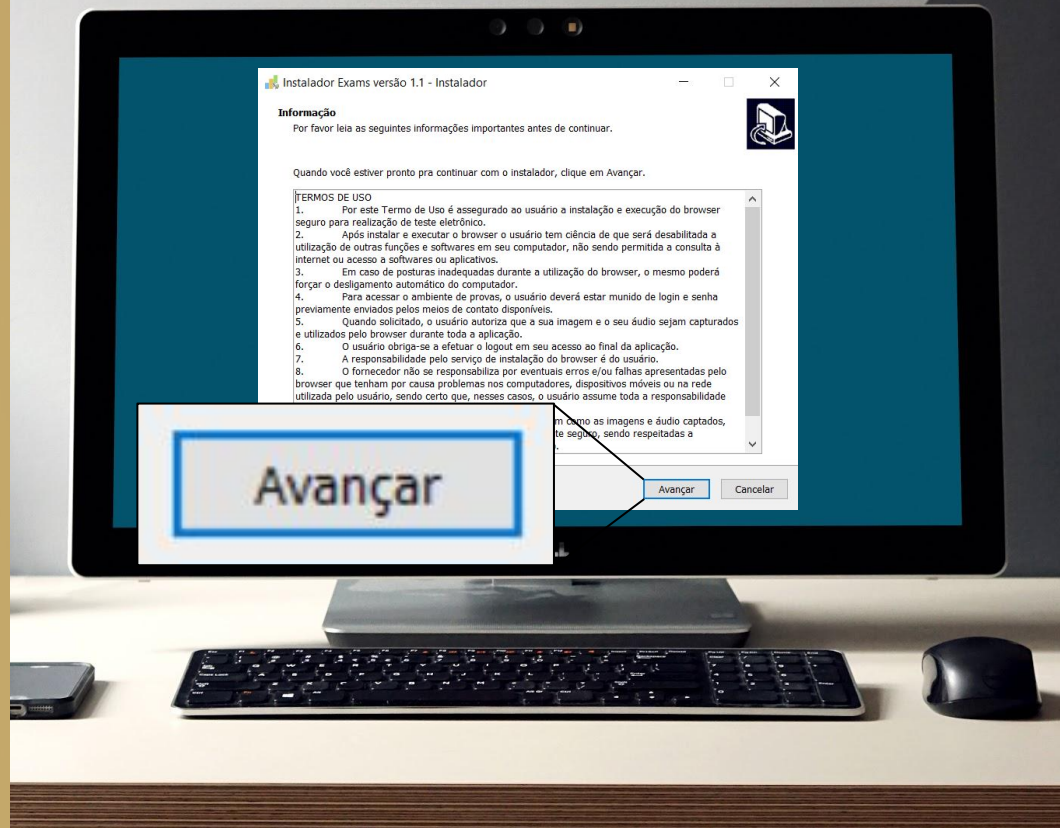 Instalador Exams versão 1.1 - Instalador
Informação
Por favor leia as seguintes informações importantes antes de continuar.
Quando você estiver pronto pra continuar com o instalador, clique em Avançar.
TERMOS DE USO
1. Por este Termo de Uso é assegurado ao usuário a instalação e execução do browser
seguro para realização de teste eletrônico.
2. Após instalar e executar o browser o usuário tem ciência de que será desabilitada a
utilização de outras funções e softwares em seu computador, não sendo permitida a consulta à
internet ou acesso a softwares ou aplicativos.
3. Em caso de posturas inadequadas durante a utilização do browser, o mesmo poderá
forçar o desligamento automático do computador.
4. Para acessar o ambiente de provas, o usuário deverá estar munido de login e senha
previamente enviados pelos meios de contato disponíveis.
5. Quando solicitado, o usuário autoriza que a sua imagem e o seu áudio sejam capturados
e utilizados pelo browser durante toda a aplicação.
6. O usuário obriga-se a efetuar o logout em seu acesso ao final da aplicação.
7. A responsabilidade pelo serviço de instalação do browser é do usuário.
8. O fornecedor não se responsabiliza por eventuais erros e/ou falhas apresentadas pelo
browser que tenham por causa problemas nos computadores, dispositivos móveis ou na rede
utilizada pelo usuário, sendo certo que, nesses casos, o usuário assume toda a responsabilidade
como as imagens e áudio captados,
seguro, sendo respeitadas a
Avançar
Avançar Cancelar